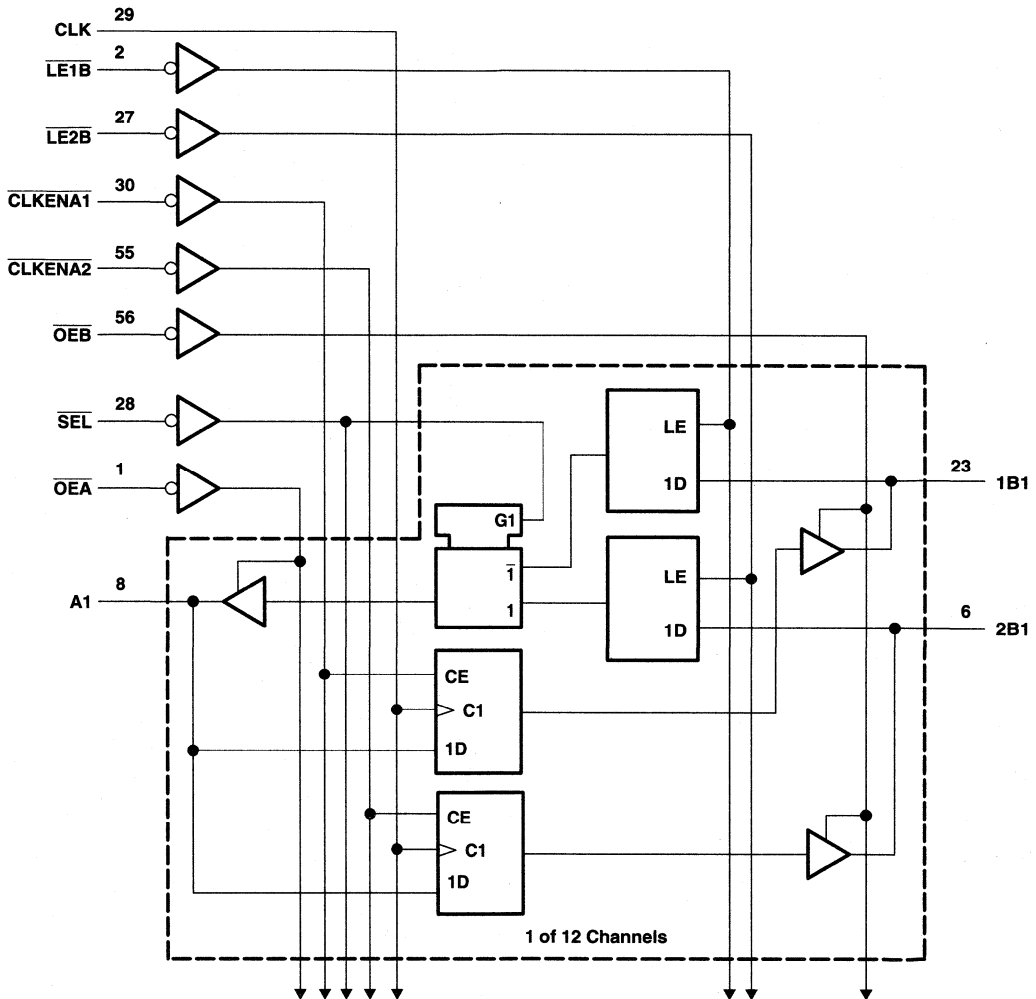 CLK 29
LE1B 2
LE2B 27
CLKENA1 30
CLKENA2 55
OEB 56
SEL 28
OEA 1
LE
1D
23 1B1
G1
1̅
1
LE
1D
6 2B1
A1 8
CE
C1
1D
CE
C1
1D
1 of 12 Channels